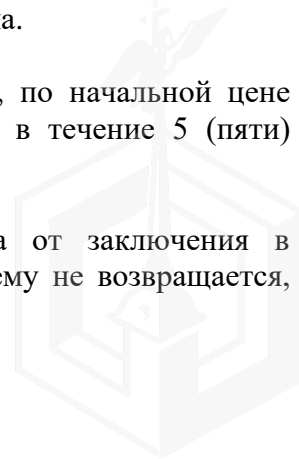 а.
, по начальной цене
в течение 5 (пяти)
а от заключения в
ему не возвращается,